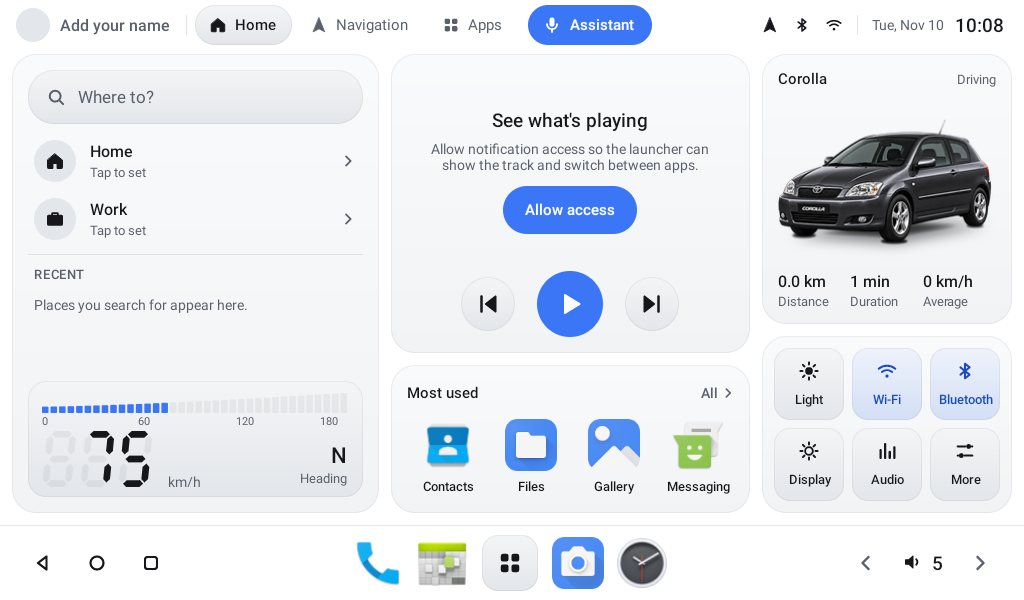 Add your name
Home
Navigation
Apps
Assistant
Tue, Nov 10
10:08
Where to?
Home
Tap to set
Work
Tap to set
RECENT
Places you search for appear here.
0 60 120 180
75
km/h
N
Heading
See what's playing
Allow notification access so the launcher can
show the track and switch between apps.
Allow access
Most used
All
Contacts
Files
Gallery
Messaging
Corolla
Driving
COROLLA
0.0 km
1 min
0 km/h
Distance
Duration
Average
Light
Wi-Fi
Bluetooth
Display
Audio
More
5